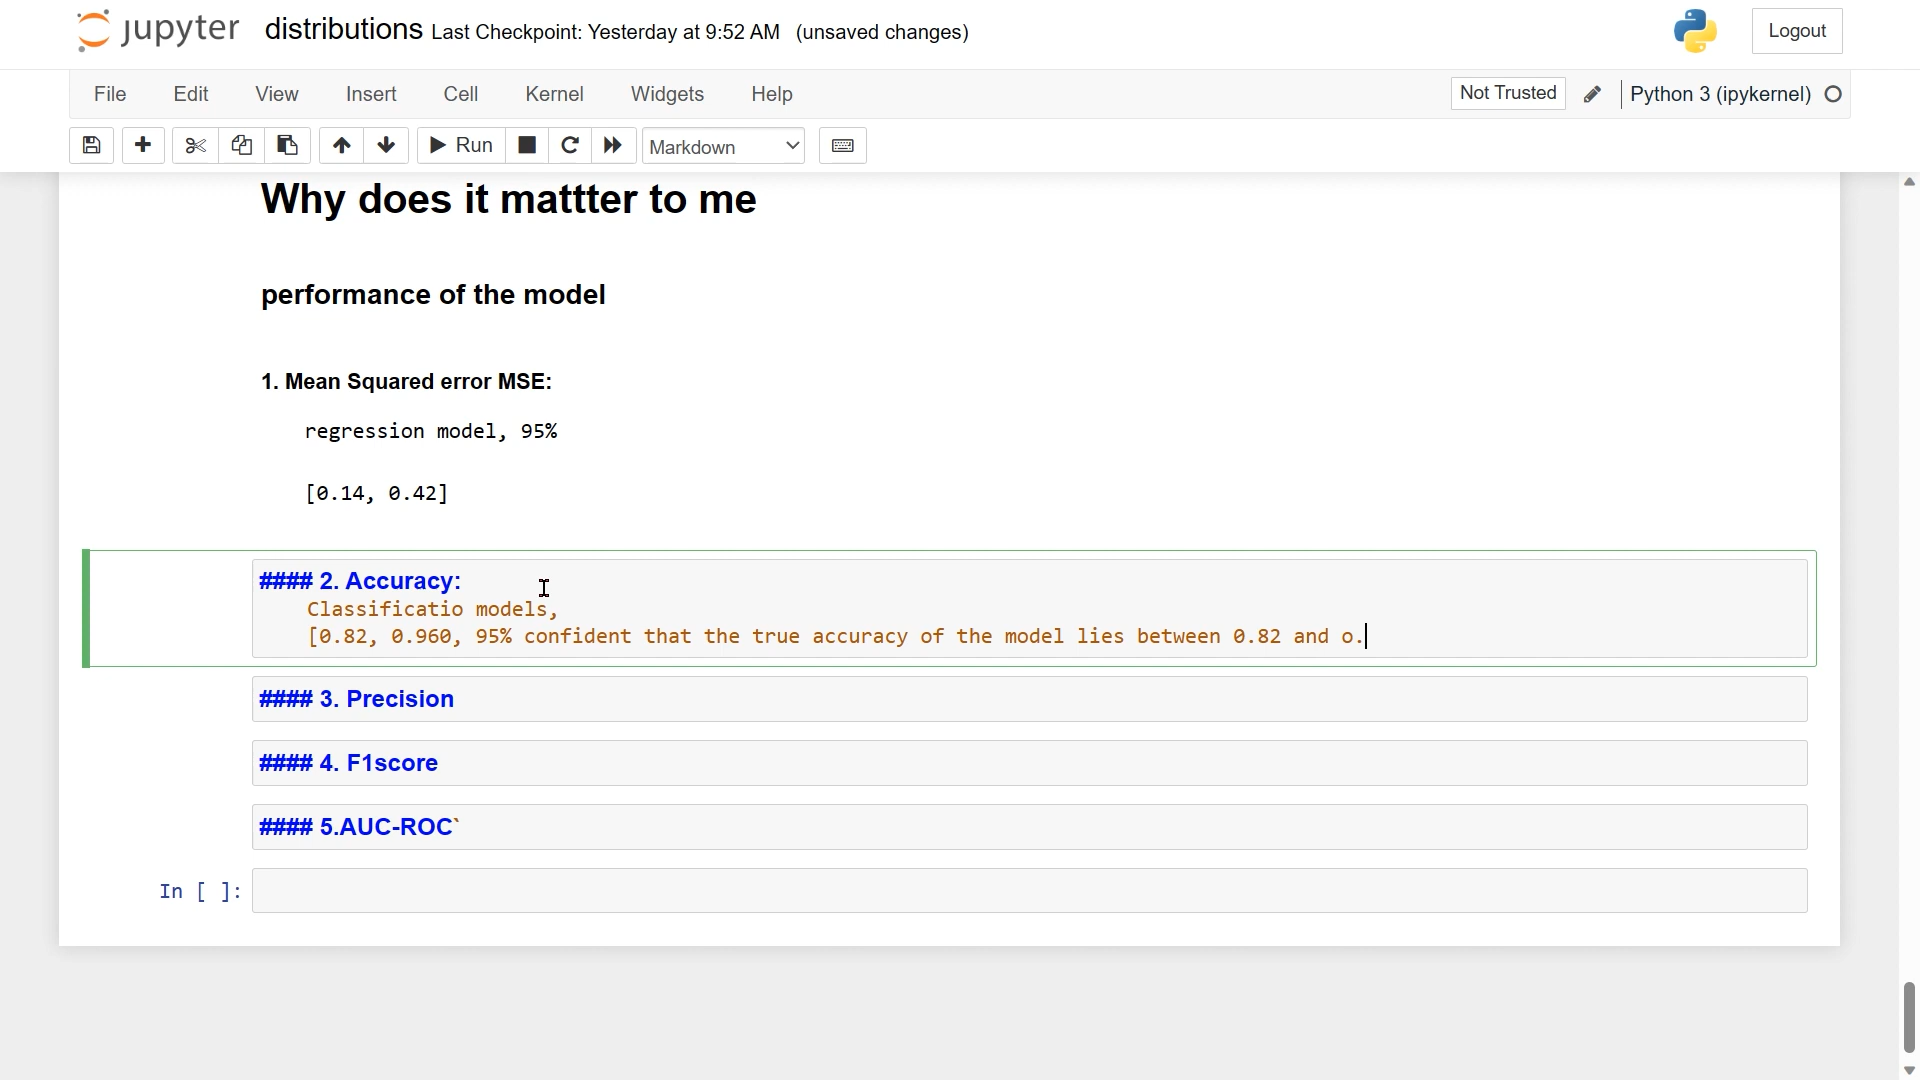 jupyter distributions Last Checkpoint: Yesterday at 9:52 AM (unsaved changes) Logout
File Edit View Insert Cell Kernel Widgets Help Not Trusted Python 3 (ipykernel)
Run Markdown
Why does it mattter to me
performance of the model
1. Mean Squared error MSE:
regression model, 95%
[0.14, 0.42]
#### 2. Accuracy:
Classificatio models,
[0.82, 0.960, 95% confident that the true accuracy of the model lies between 0.82 and o.
#### 3. Precision
#### 4. F1score
#### 5.AUC-ROC`
In [ ]: